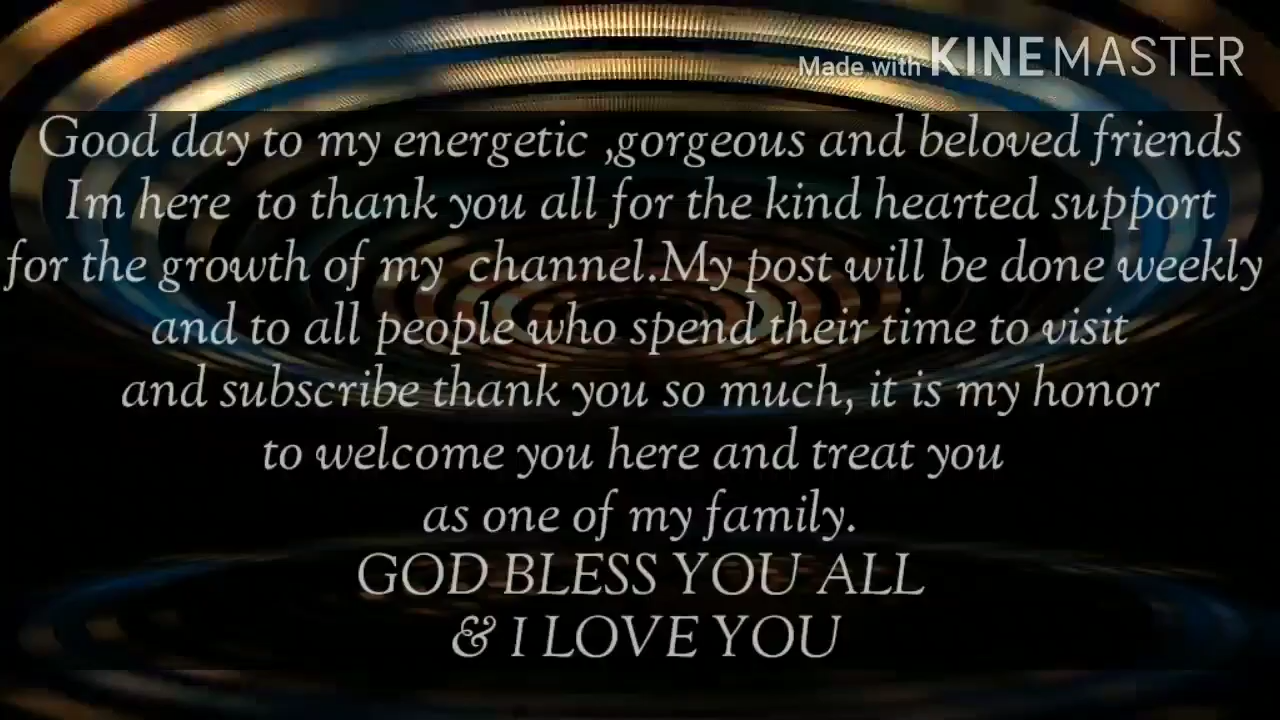 Made with KINEMASTER
Good day to my energetic ,gorgeous and beloved friends
Im here  to thank you all for the kind hearted support
for the growth of my  channel.My post will be done weekly
and to all people who spend their time to visit
and subscribe thank you so much, it is my honor
to welcome you here and treat you
as one of my family.
GOD BLESS YOU ALL
& I LOVE YOU